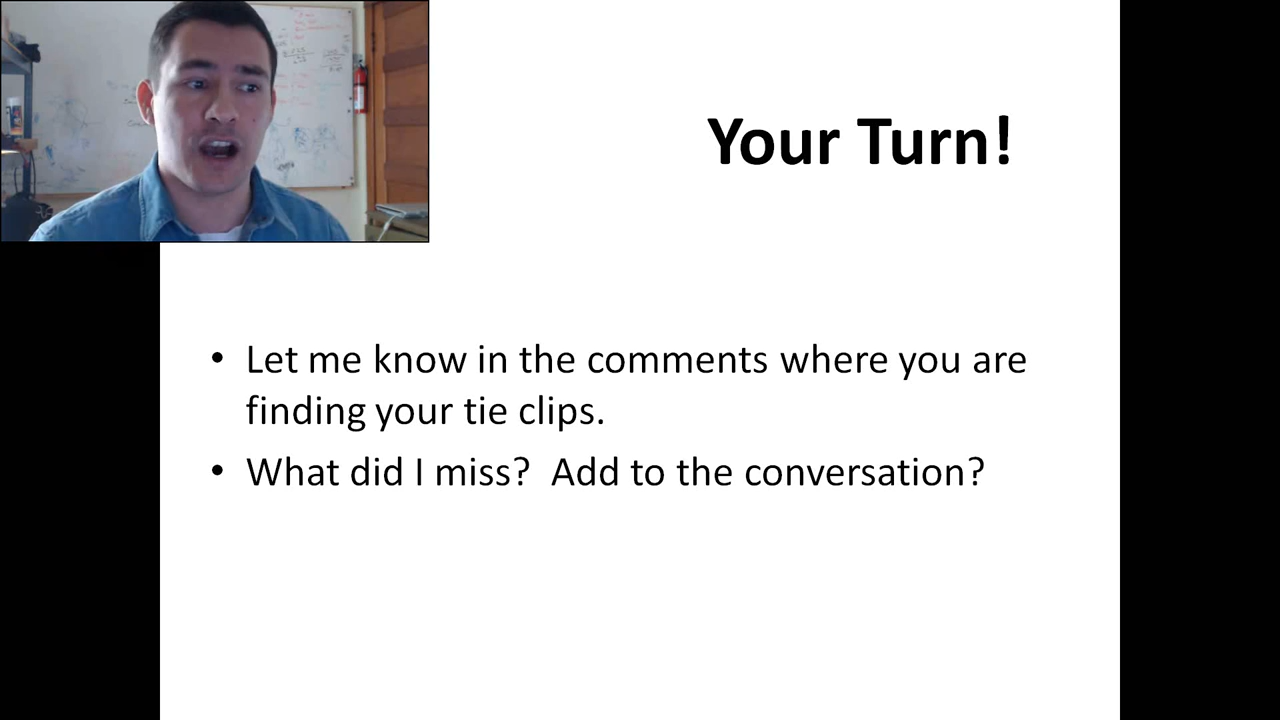 Your Turn!
• Let me know in the comments where you are
finding your tie clips.
• What did I miss?  Add to the conversation?